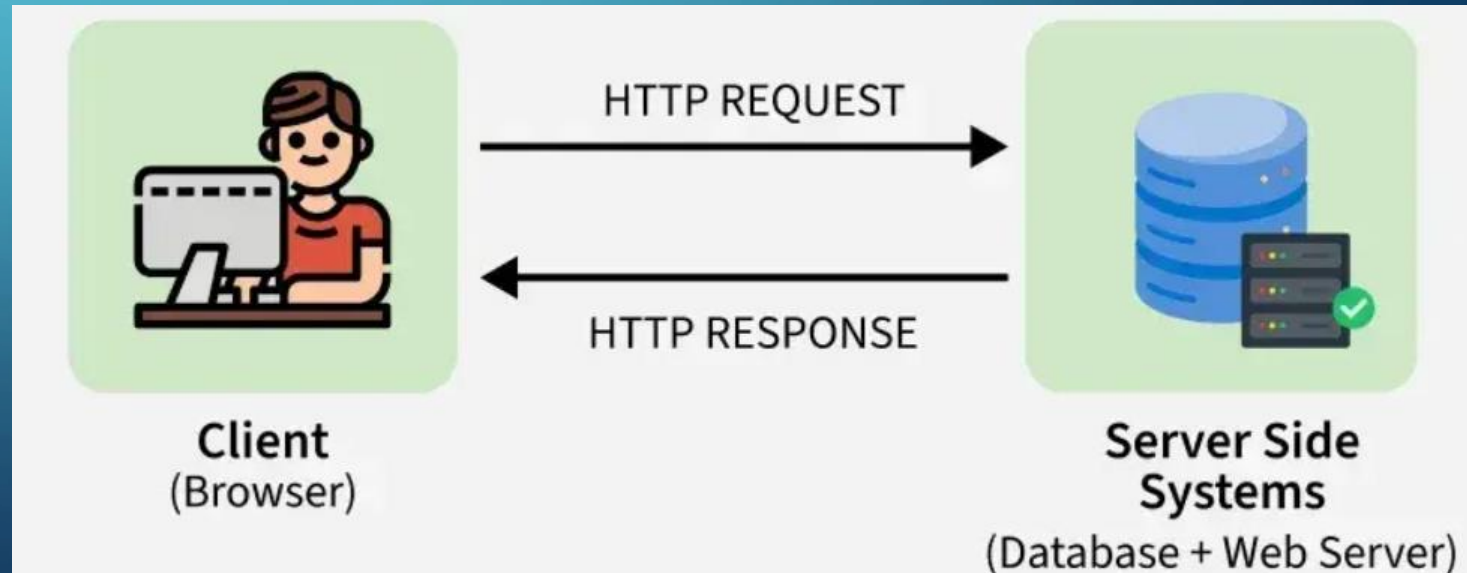 HTTP REQUEST
HTTP RESPONSE
Client
(Browser)
Server Side
Systems
(Database + Web Server)